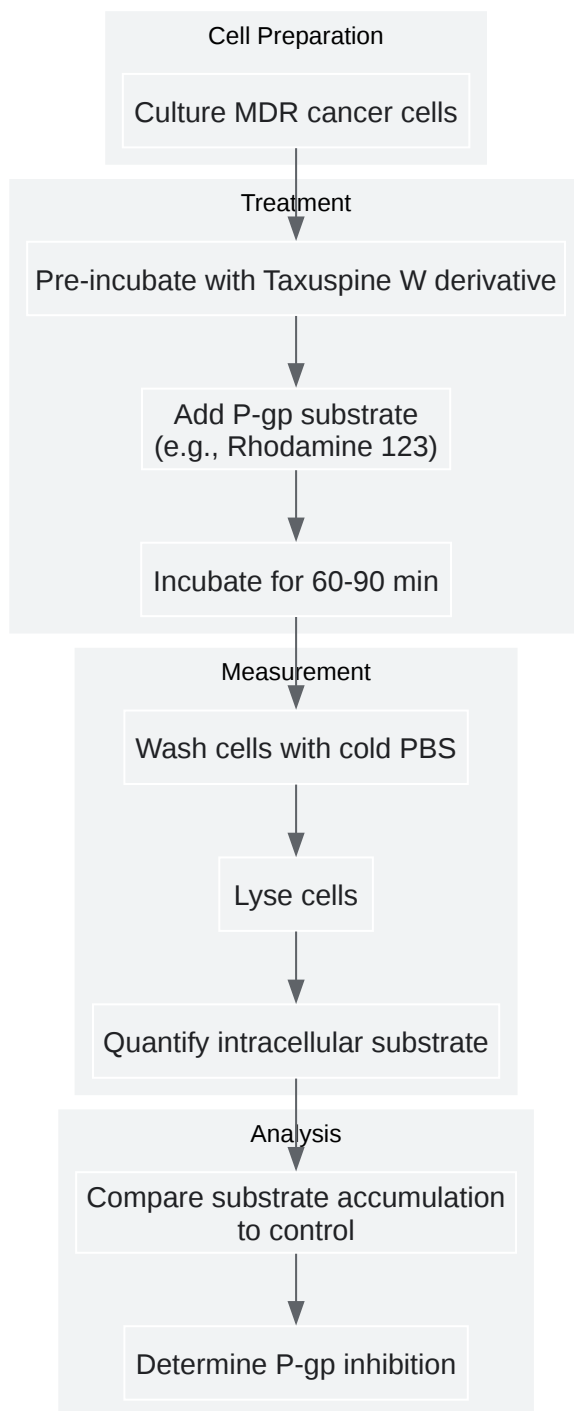 Cell Preparation
Culture MDR cancer cells
Treatment
Pre-incubate with Taxuspine W derivative
Add P-gp substrate
(e.g., Rhodamine 123)
Incubate for 60-90 min
Measurement
Wash cells with cold PBS
Lyse cells
Quantify intracellular substrate
Analysis
Compare substrate accumulation
to control
Determine P-gp inhibition